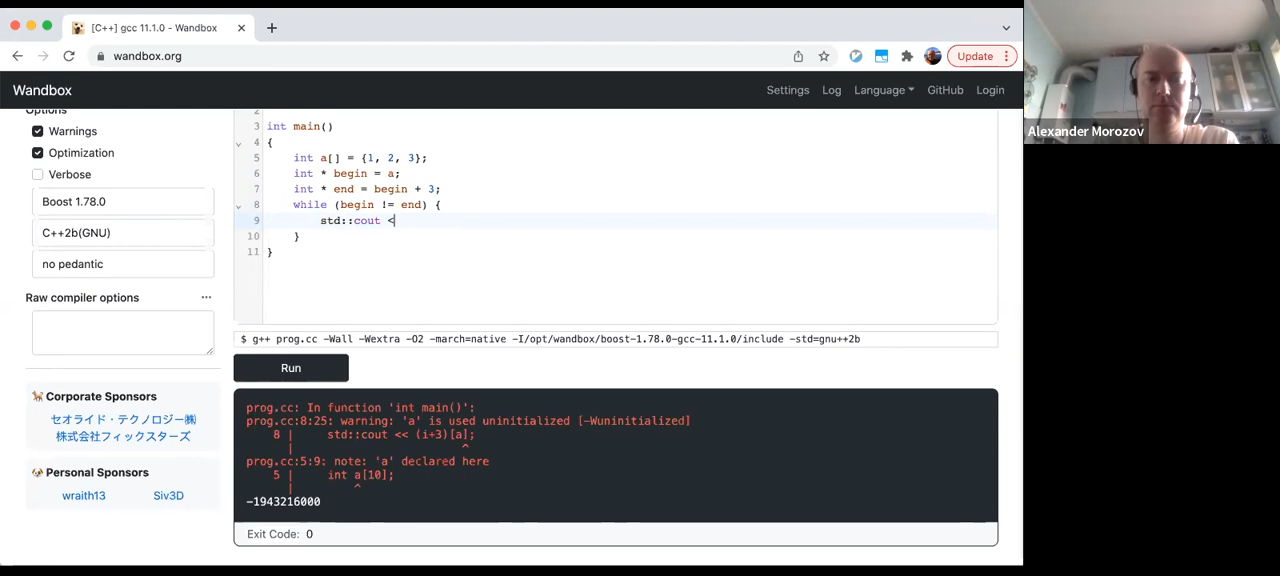 [C++] gcc 11.1.0 - Wandbox
wandbox.org
Update
Wandbox
Settings Log Language GitHub Login
Options
Warnings
Optimization
Verbose
Boost 1.78.0
C++2b(GNU)
no pedantic
Raw compiler options
...
Corporate Sponsors
セオライド・テクノロジー㈱
株式会社フィックスターズ
Personal Sponsors
wraith13 Siv3D
2
3 int main()
4 {
5 int a[] = {1, 2, 3};
6 int * begin = a;
7 int * end = begin + 3;
8 while (begin != end) {
9 std::cout <
10 }
11 }
$ g++ prog.cc -Wall -Wextra -O2 -march=native -I/opt/wandbox/boost-1.78.0-gcc-11.1.0/include -std=gnu++2b
Run
prog.cc: In function 'int main()':
prog.cc:8:25: warning: 'a' is used uninitialized [-Wuninitialized]
8 | std::cout << (i+3)[a];
| ^
prog.cc:5:9: note: 'a' declared here
5 | int a[10];
| ^
-1943216000
Exit Code: 0
Alexander Morozov